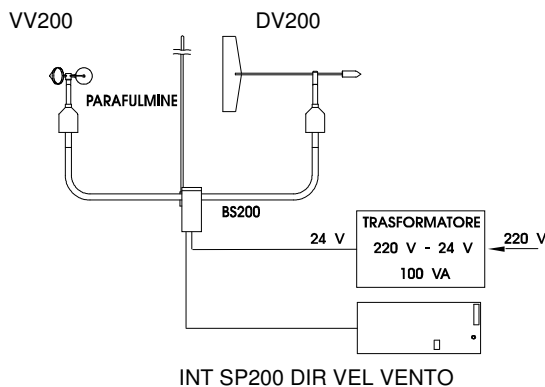 VV200
DV200
PARAFULMINE
BS200
TRASFORMATORE
24 V
220 V - 24 V
220 V
100 VA
INT SP200 DIR VEL VENTO